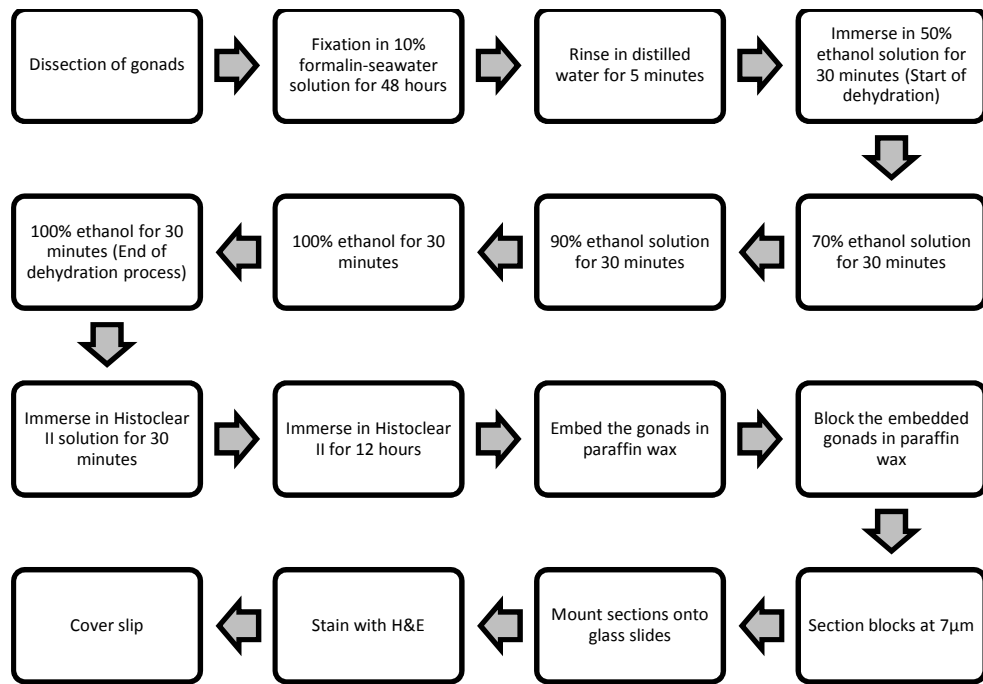 Dissection of gonads
Fixation in 10%
formalin-seawater
solution for 48 hours
Rinse in distilled
water for 5 minutes
Immerse in 50%
ethanol solution for
30 minutes (Start of
dehydration)
70% ethanol solution
for 30 minutes
90% ethanol solution
for 30 minutes
100% ethanol for 30
minutes
100% ethanol for 30
minutes (End of
dehydration process)
Immerse in Histoclear
II solution for 30
minutes
Immerse in Histoclear
II for 12 hours
Embed the gonads in
paraffin wax
Block the embedded
gonads in paraffin
wax
Section blocks at 7µm
Mount sections onto
glass slides
Stain with H&E
Cover slip